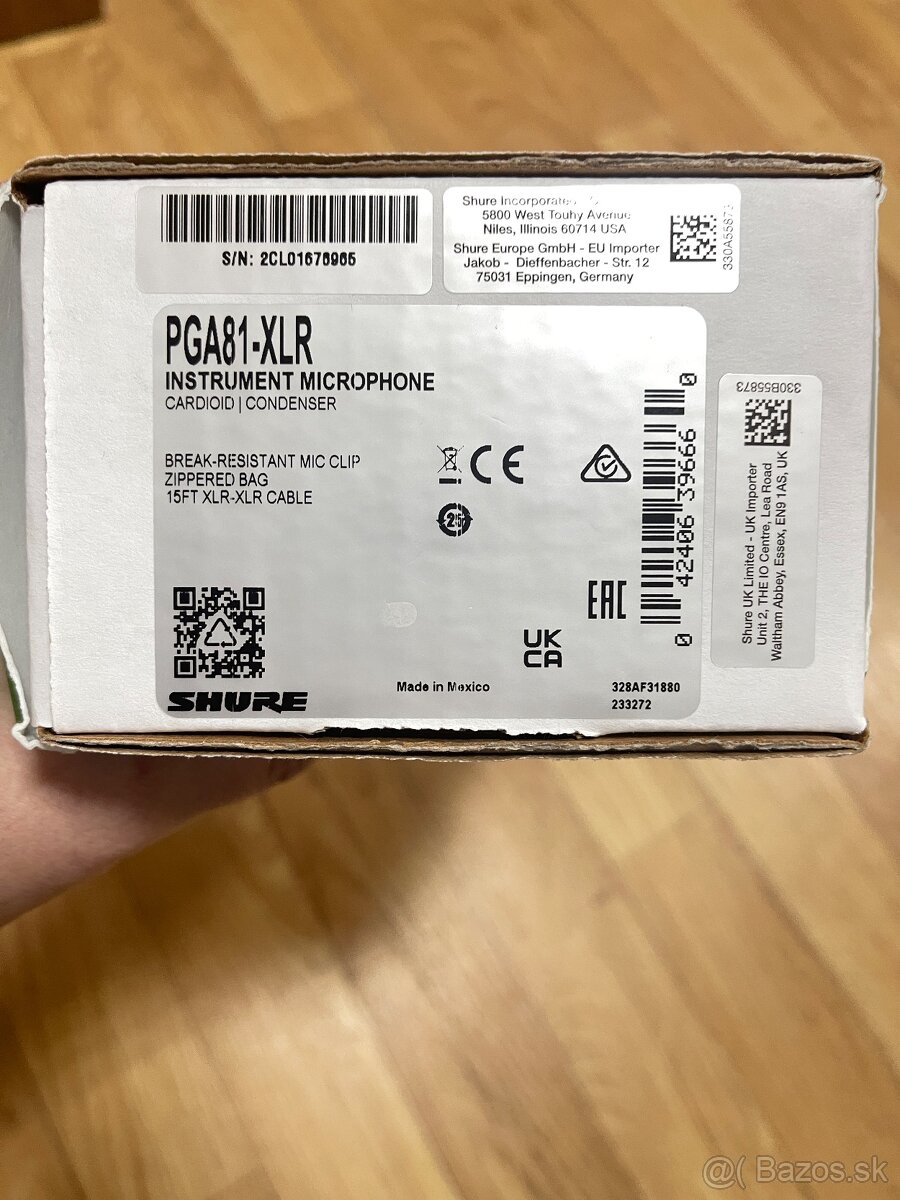 S/N: 2CL01676965
Shure Incorporated
5800 West Touhy Avenue
Niles, Illinois 60714 USA
Shure Europe GmbH - EU Importer
Jakob - Dieffenbacher - Str. 12
75031 Eppingen, Germany
330A55873
PGA81-XLR
INSTRUMENT MICROPHONE
CARDIOID | CONDENSER
BREAK-RESISTANT MIC CLIP
ZIPPERED BAG
15FT XLR-XLR CABLE
CE
25
EAC
UK
CA
0 42406 39666 0
SHURE
Made in Mexico
328AF31880
233272
330B55873
Shure UK Limited - UK Importer
Unit 2, THE IO Centre, Lea Road
Waltham Abbey, Essex, EN9 1AS, UK
@( Bazos.sk